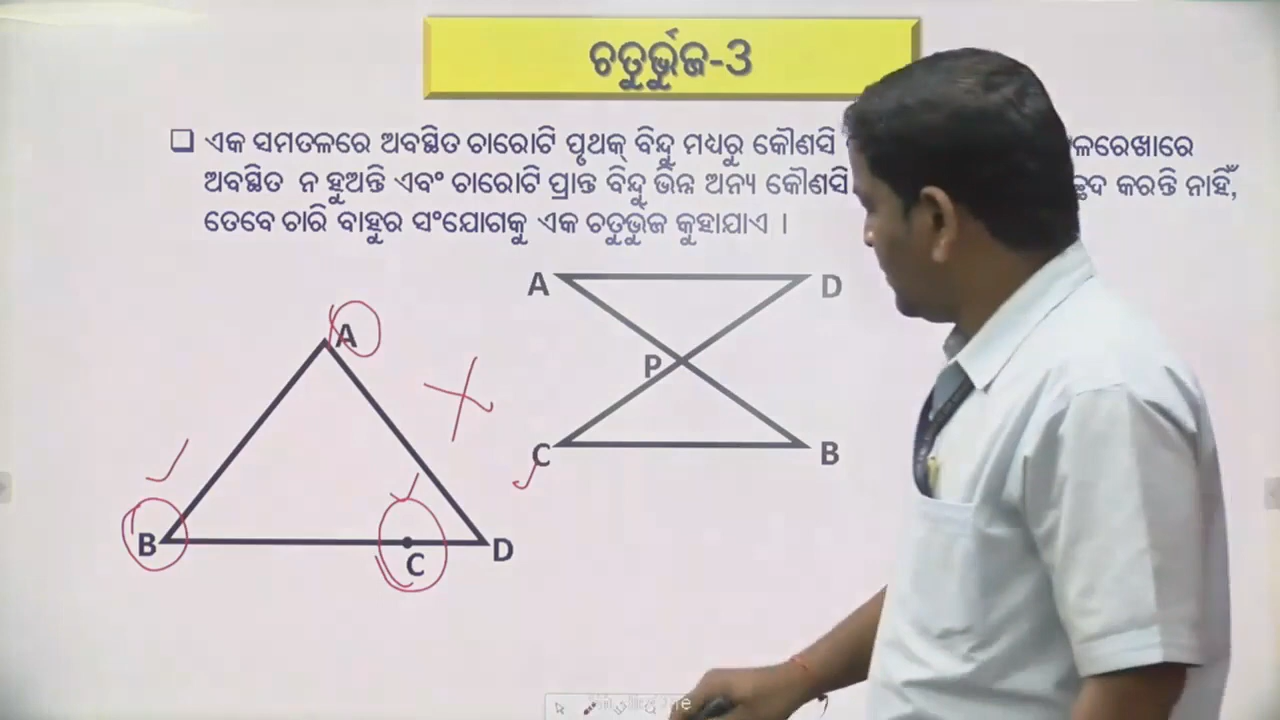 ଚତୁର୍ଭୁଜ-3
❑ ଏକ ସମତଳରେ ଅବସ୍ଥିତ ଚାରୋଟି ପୃଥକ୍ ବିନ୍ଦୁ ମଧ୍ୟରୁ କୌଣସି ଳରେଖାରେ
ଅବସ୍ଥିତ ନ ହୁଅନ୍ତି ଏବଂ ଚାରୋଟି ପ୍ରାନ୍ତ ବିନ୍ଦୁ ଭିନ୍ନ ଅନ୍ୟ କୌଣସି ଚ୍ଛେଦ କରନ୍ତି ନାହିଁ,
ତେବେ ଚାରି ବାହୁର ସଂଯୋଗକୁ ଏକ ଚତୁର୍ଭୁଜ କୁହାଯାଏ ।
A D
A
P
C B
B C D